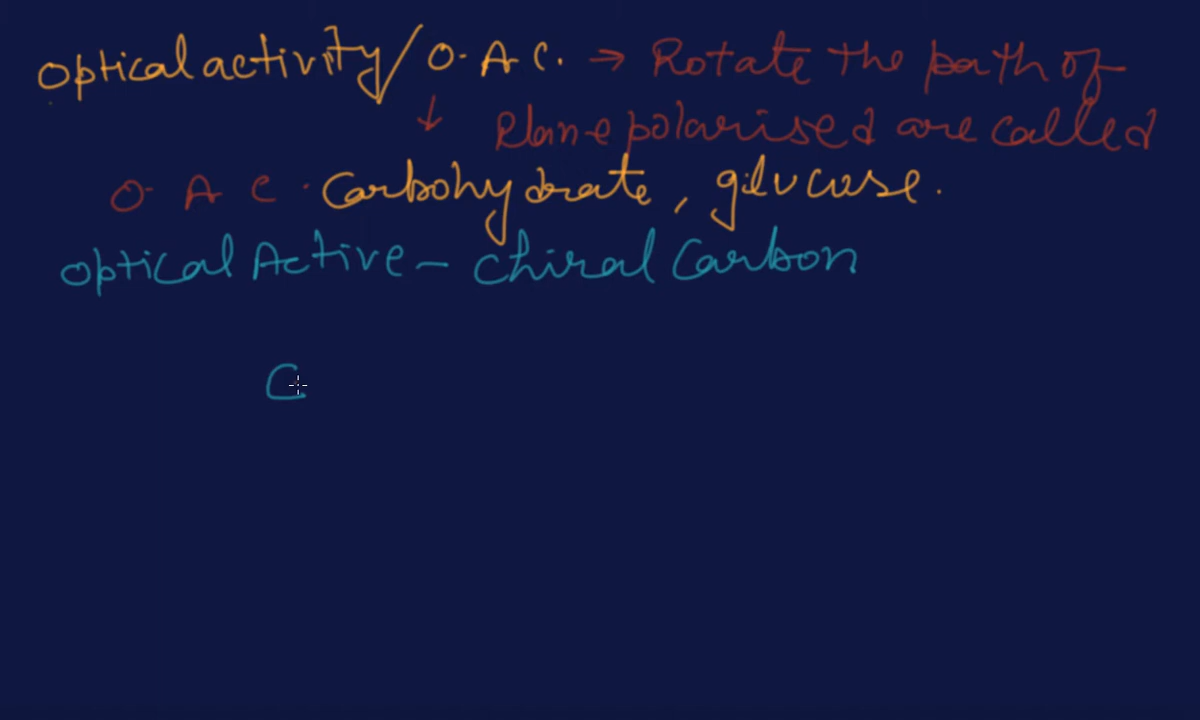 Optical activity/ O. A C. → Rotate the path of
↓ Plane polarised are called
O A C. Carbohydrate, glucose.
Optical Active - Chiral Carbon
C